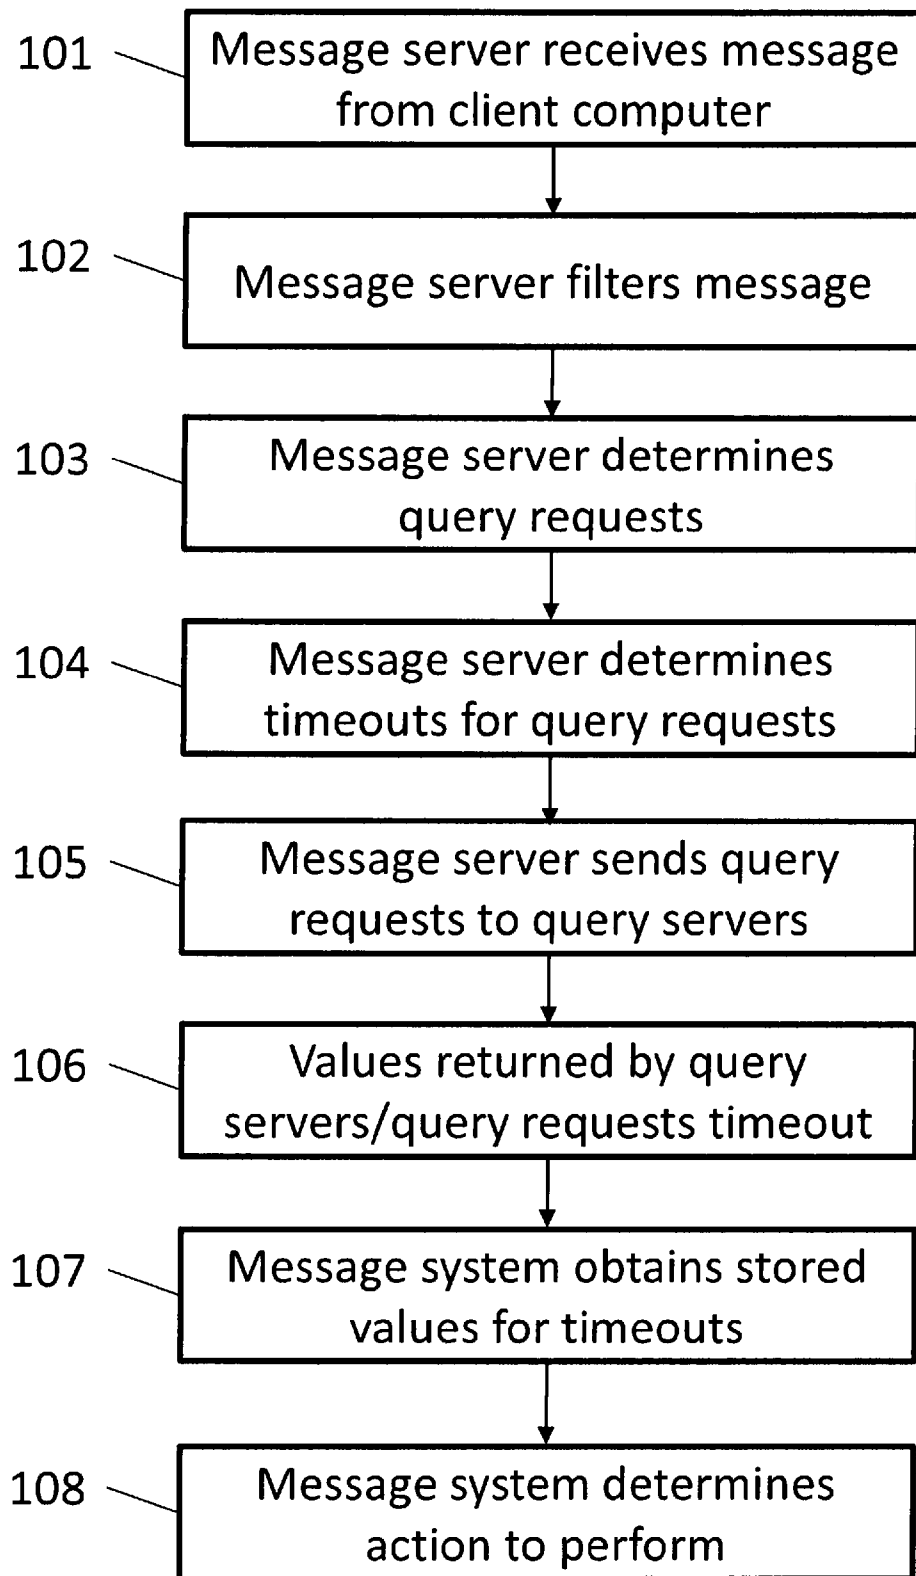 101
Message server receives message
from client computer
102
Message server filters message
103
Message server determines
query requests
104
Message server determines
timeouts for query requests
105
Message server sends query
requests to query servers
106
Values returned by query
servers/query requests timeout
107
Message system obtains stored
values for timeouts
108
Message system determines
action to perform